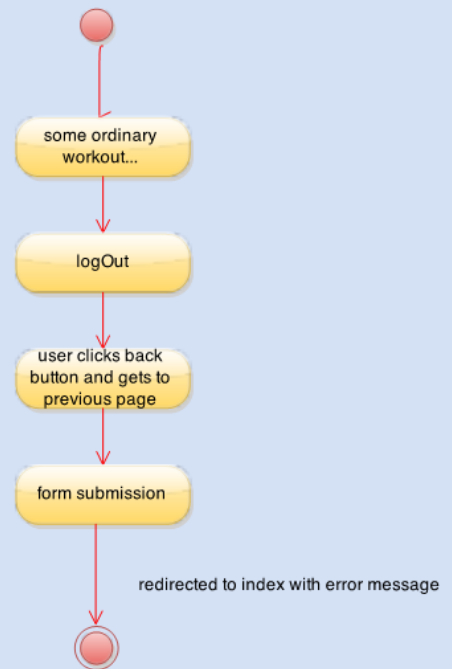 some ordinary
workout...
logOut
user clicks back
button and gets to
previous page
form submission
redirected to index with error message